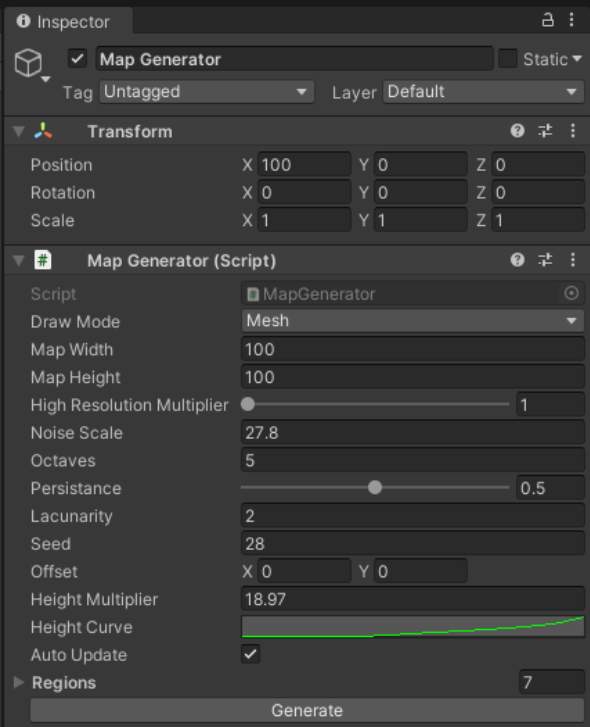 Inspector
Map Generator Static
Tag Untagged Layer Default
Transform
Position X 100 Y 0 Z 0
Rotation X 0 Y 0 Z 0
Scale X 1 Y 1 Z 1
# Map Generator (Script)
Script # MapGenerator
Draw Mode Mesh
Map Width 100
Map Height 100
High Resolution Multiplier 1
Noise Scale 27.8
Octaves 5
Persistance 0.5
Lacunarity 2
Seed 28
Offset X 0 Y 0
Height Multiplier 18.97
Height Curve
Auto Update
Regions 7
Generate